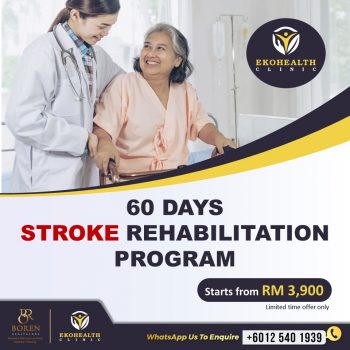 EKOHEALTH
CLINIC
60 DAYS
STROKE REHABILITATION
PROGRAM
Starts from RM 3,900
Limited time offer only
BOREN
HEALTHCARE
EKOHEALTH
CLINIC
WhatsApp Us To Enquire
+6012 540 1939